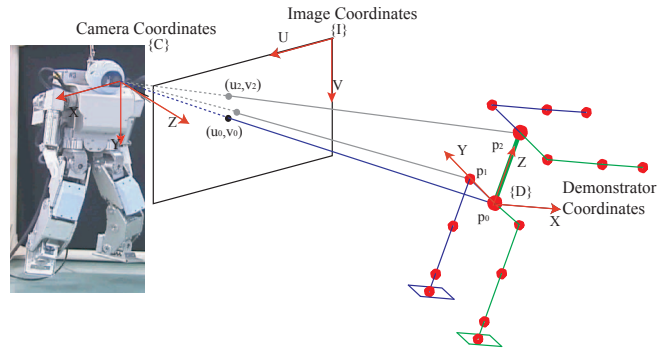 Camera Coordinates
{C}
Image Coordinates
{I}
U
V
(u₂,v₂)
(u₀,v₀)
X
Y
Z
Y
p₂
p₁
Z
{D}
p₀
X
Demonstrator
Coordinates